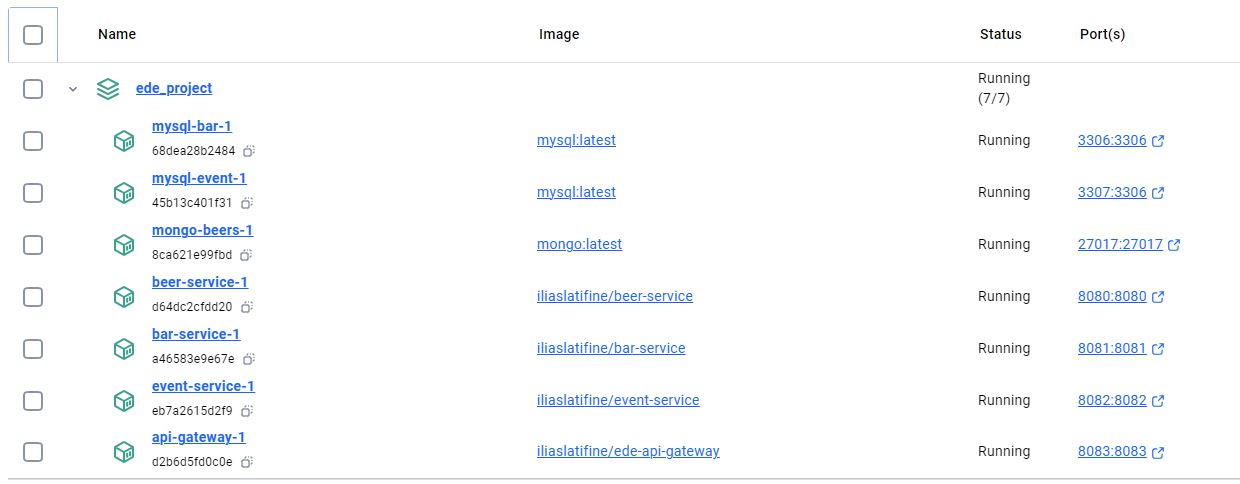 Name Image Status Port(s)
ede_project Running
(7/7)
mysql-bar-1
68dea28b2484 mysql:latest Running 3306:3306
mysql-event-1
45b13c401f31 mysql:latest Running 3307:3306
mongo-beers-1
8ca621e99fbd mongo:latest Running 27017:27017
beer-service-1
d64dc2cfdd20 iliaslatifine/beer-service Running 8080:8080
bar-service-1
a46583e9e67e iliaslatifine/bar-service Running 8081:8081
event-service-1
eb7a2615d2f9 iliaslatifine/event-service Running 8082:8082
api-gateway-1
d2b6d5fd0c0e iliaslatifine/ede-api-gateway Running 8083:8083